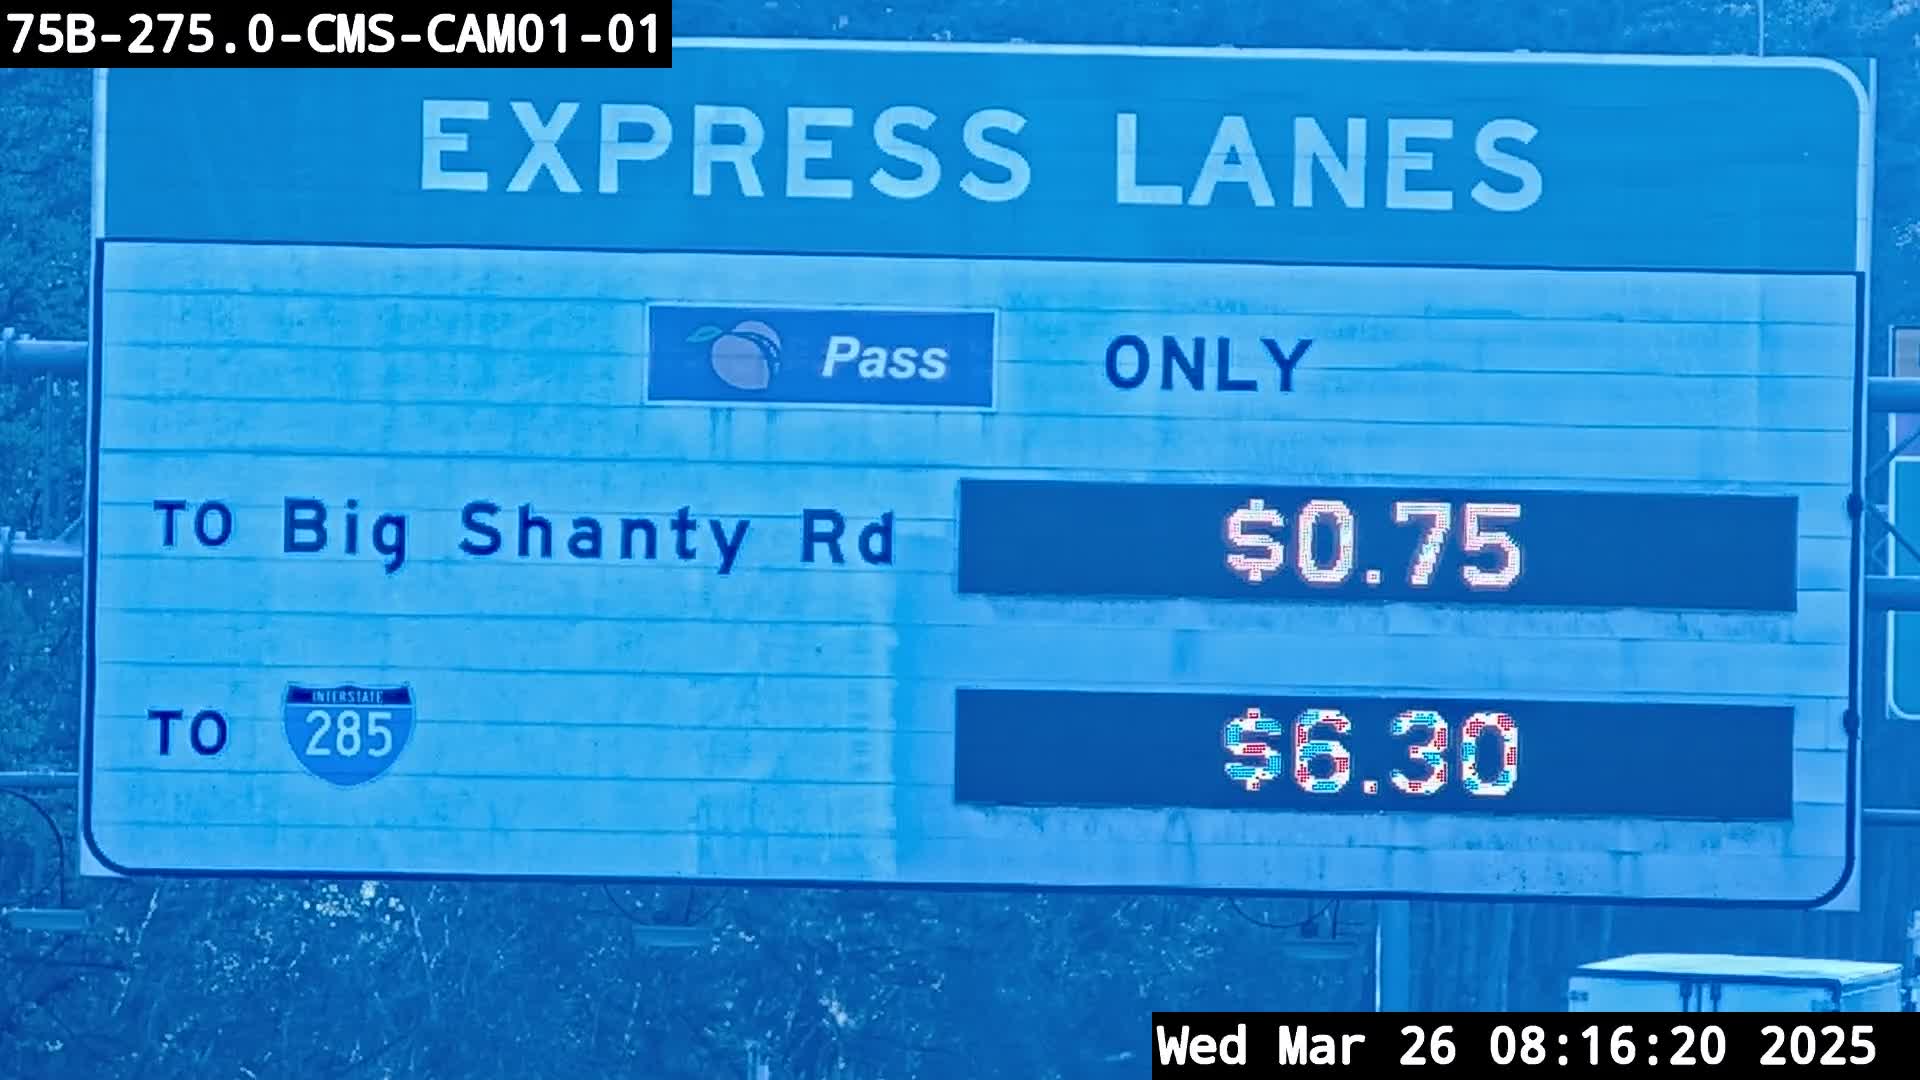 75B-275.0-CMS-CAM01-01
EXPRESS LANES
Pass ONLY
TO Big Shanty Rd $0.75
TO INTERSTATE 285 $6.30
Wed Mar 26 08:16:20 2025